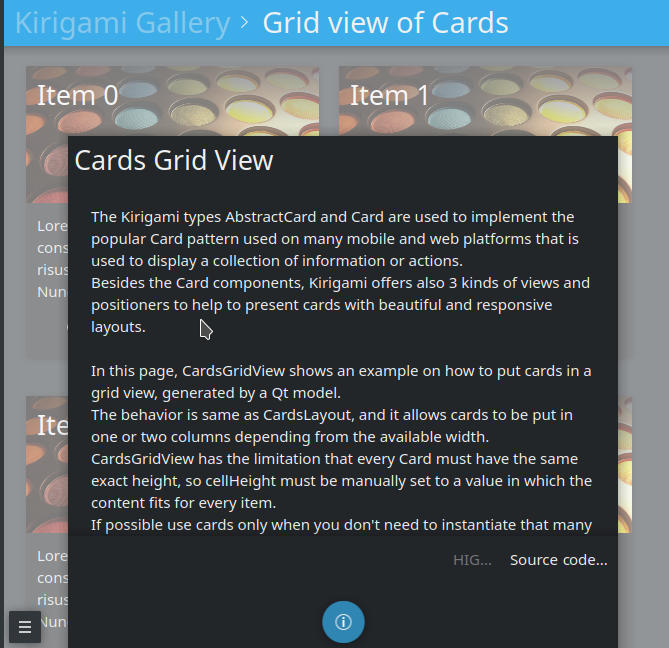 Kirigami Gallery > Grid view of Cards
Item 0
Item 1
Cards Grid View
Lore
cons
risus
Nun
The Kirigami types AbstractCard and Card are used to implement the
popular Card pattern used on many mobile and web platforms that is
used to display a collection of information or actions.
Besides the Card components, Kirigami offers also 3 kinds of views and
positioners to help to present cards with beautiful and responsive
layouts.
In this page, CardsGridView shows an example on how to put cards in a
grid view, generated by a Qt model.
The behavior is same as CardsLayout, and it allows cards to be put in
one or two columns depending from the available width.
CardsGridView has the limitation that every Card must have the same
exact height, so cellHeight must be manually set to a value in which the
content fits for every item.
If possible use cards only when you don't need to instantiate that many
Ite
Lore
cons
risus
Nun
HIG...
Source code...